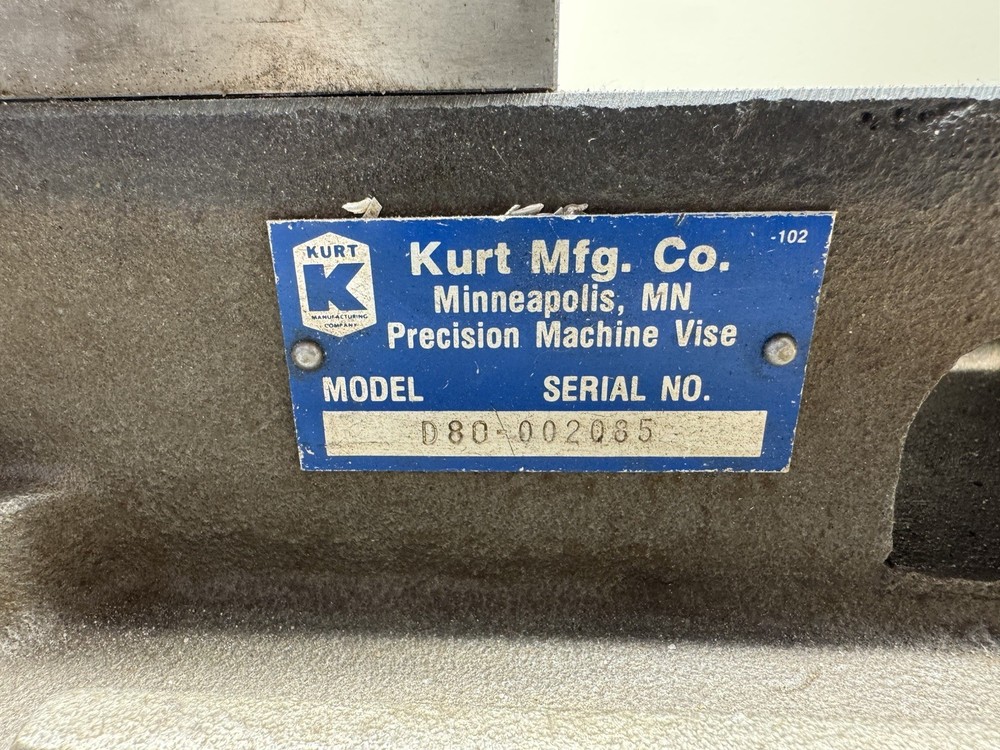 KURT
K
MANUFACTURING
COMPANY
-102
Kurt Mfg. Co.
Minneapolis, MN
Precision Machine Vise
MODEL SERIAL NO.
D80-002085